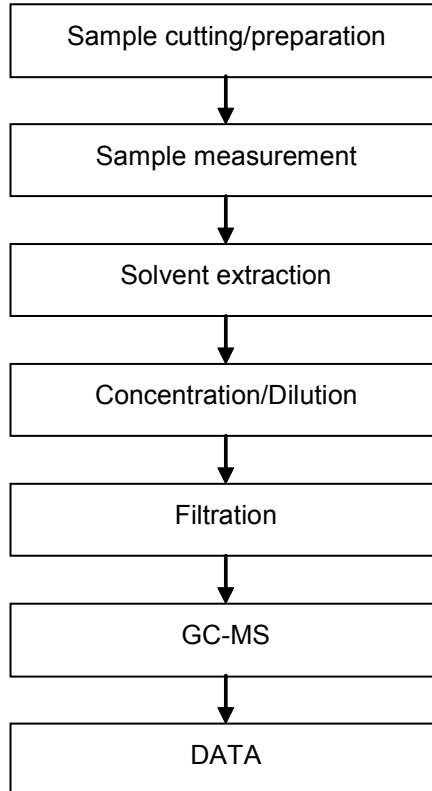 Sample cutting/preparation
Sample measurement
Solvent extraction
Concentration/Dilution
Filtration
GC-MS
DATA